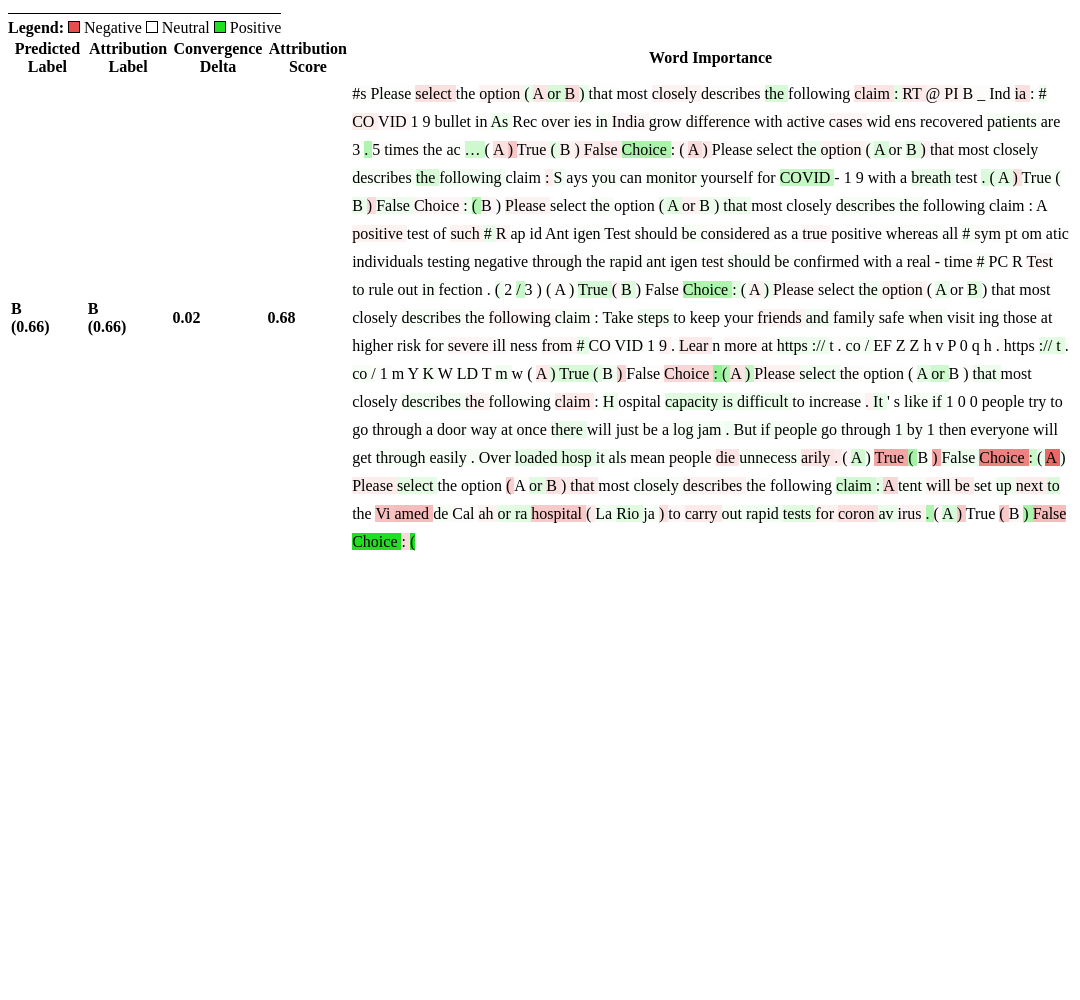 Legend: Negative Neutral Positive
Predicted Label Attribution Label Convergence Delta Attribution Score Word Importance
#s Please select the option ( A or B ) that most closely describes the following claim : RT @ PI B _ Ind ia : #
CO VID 1 9 bullet in As Rec over ies in India grow difference with active cases wid ens recovered patients are
3 . 5 times the ac … ( A ) True ( B ) False Choice : ( A ) Please select the option ( A or B ) that most closely
describes the following claim : S ays you can monitor yourself for COVID - 1 9 with a breath test . ( A ) True (
B ) False Choice : ( B ) Please select the option ( A or B ) that most closely describes the following claim : A
positive test of such # R ap id Ant igen Test should be considered as a true positive whereas all # sym pt om atic
individuals testing negative through the rapid ant igen test should be confirmed with a real - time # PC R Test
B (0.66) B (0.66) 0.02 0.68
to rule out in fection . ( 2 / 3 ) ( A ) True ( B ) False Choice : ( A ) Please select the option ( A or B ) that most
closely describes the following claim : Take steps to keep your friends and family safe when visit ing those at
higher risk for severe ill ness from # CO VID 1 9 . Lear n more at https :// t . co / EF Z Z h v P 0 q h . https :// t .
co / 1 m Y K W LD T m w ( A ) True ( B ) False Choice : ( A ) Please select the option ( A or B ) that most
closely describes the following claim : H ospital capacity is difficult to increase . It ' s like if 1 0 0 people try to
go through a door way at once there will just be a log jam . But if people go through 1 by 1 then everyone will
get through easily . Over loaded hosp it als mean people die unnecess arily . ( A ) True ( B ) False Choice : ( A )
Please select the option ( A or B ) that most closely describes the following claim : A tent will be set up next to
the Vi amed de Cal ah or ra hospital ( La Rio ja ) to carry out rapid tests for coron av irus . ( A ) True ( B ) False
Choice : (